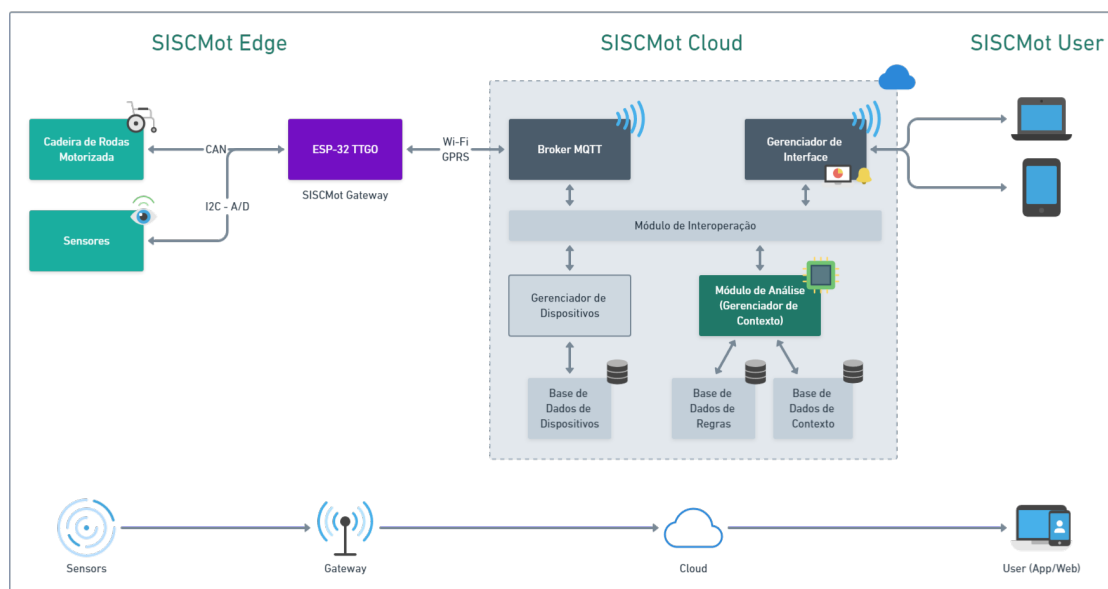 SISCMot Edge
SISCMot Cloud
SISCMot User
Cadeira de Rodas
Motorizada
CAN
ESP-32 TTGO
SISCMot Gateway
Wi-Fi
GPRS
Broker MQTT
Gerenciador de
Interface
I2C - A/D
Sensores
Módulo de Interoperação
Gerenciador de
Dispositivos
Módulo de Análise
(Gerenciador de
Contexto)
Base de
Dados de
Dispositivos
Base de
Dados de
Regras
Base de
Dados de
Contexto
Sensors
Gateway
Cloud
User (App/Web)